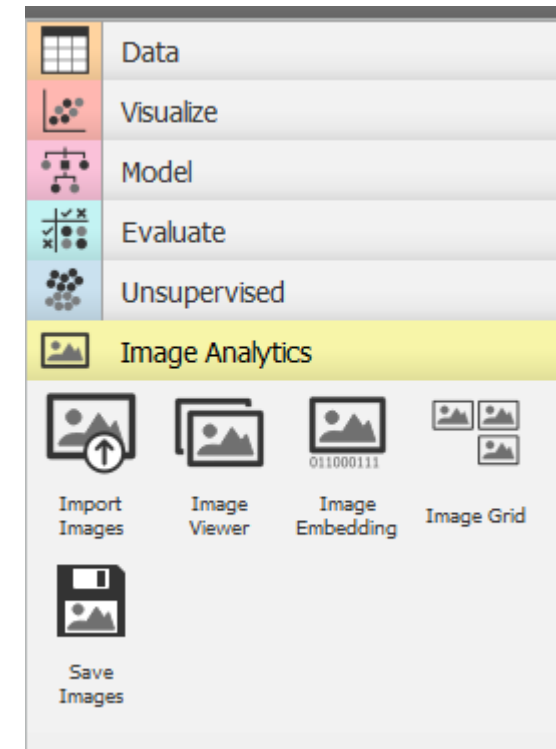 Data
Visualize
Model
Evaluate
Unsupervised
Image Analytics
011000111
Import
Images
Image
Viewer
Image
Embedding
Image Grid
Save
Images